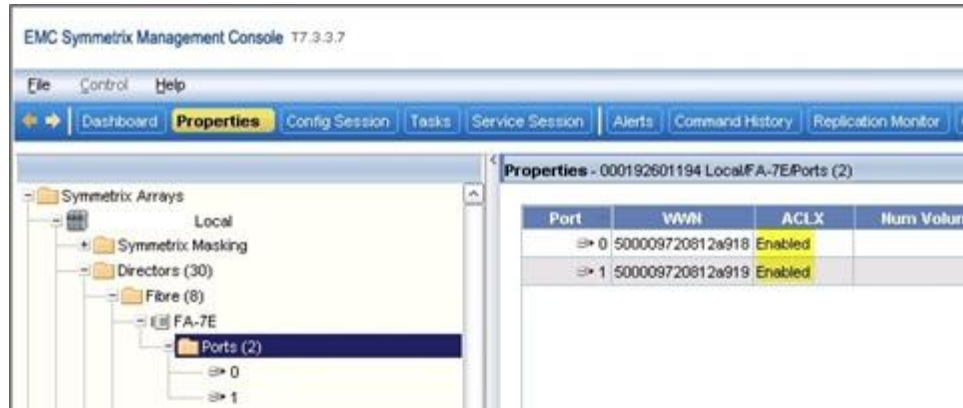 EMC Symmetrix Management Console T7.3.3.7
File Control Help
Dashboard Properties Config Session Tasks Service Session Alerts Command History Replication Monitor
Properties - 000192601194 Local/FA-7E/Ports (2)
Symmetrix Arrays
Local
Symmetrix Masking
Directors (30)
Fibre (8)
FA-7E
Ports (2)
0
1
Port WWN ACLX Num Volu
0 500009720812a918 Enabled
1 500009720812a919 Enabled